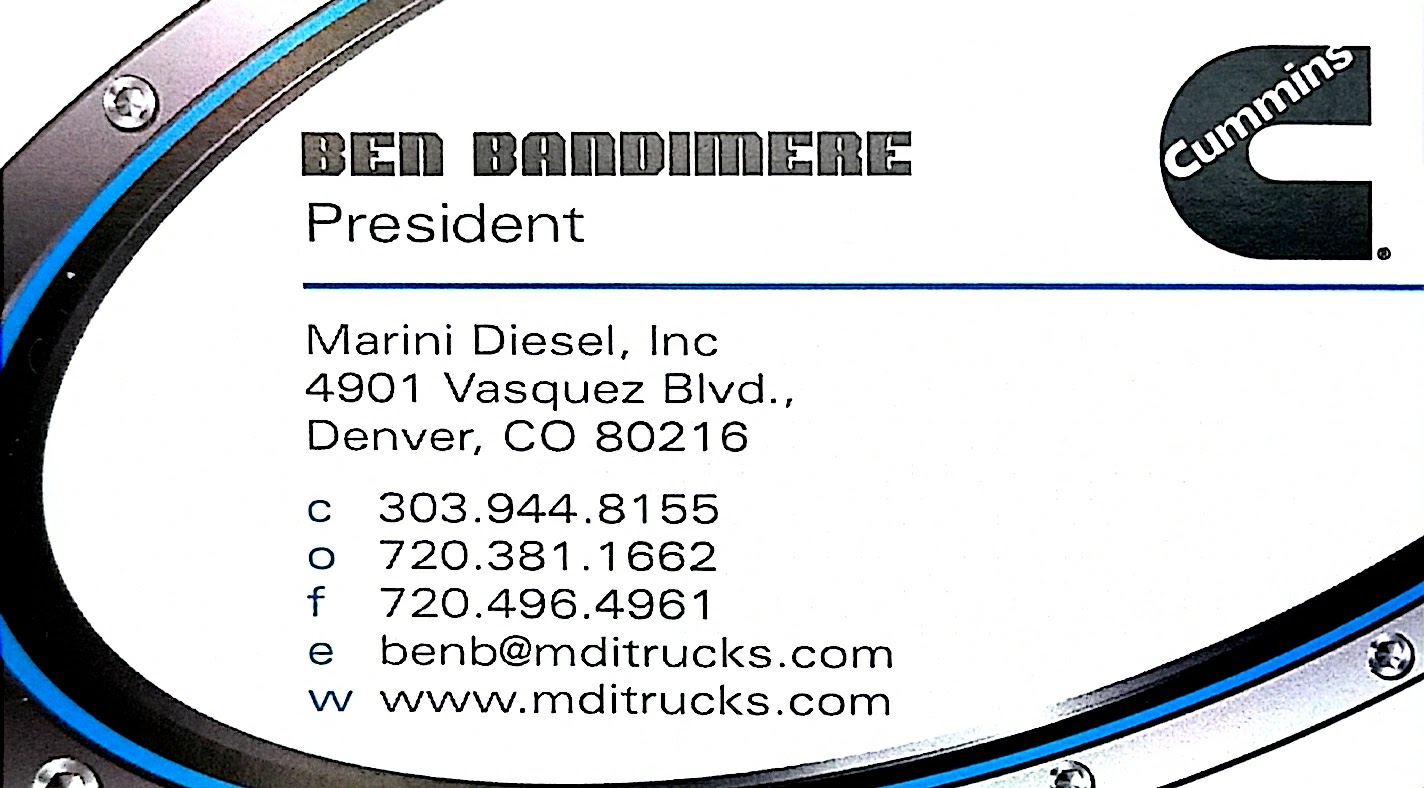 BEN BANDIMERE
Cummins
®
President
Marini Diesel, Inc
4901 Vasquez Blvd.,
Denver, CO 80216
c 303.944.8155
o 720.381.1662
f 720.496.4961
e benb@mditrucks.com
w www.mditrucks.com